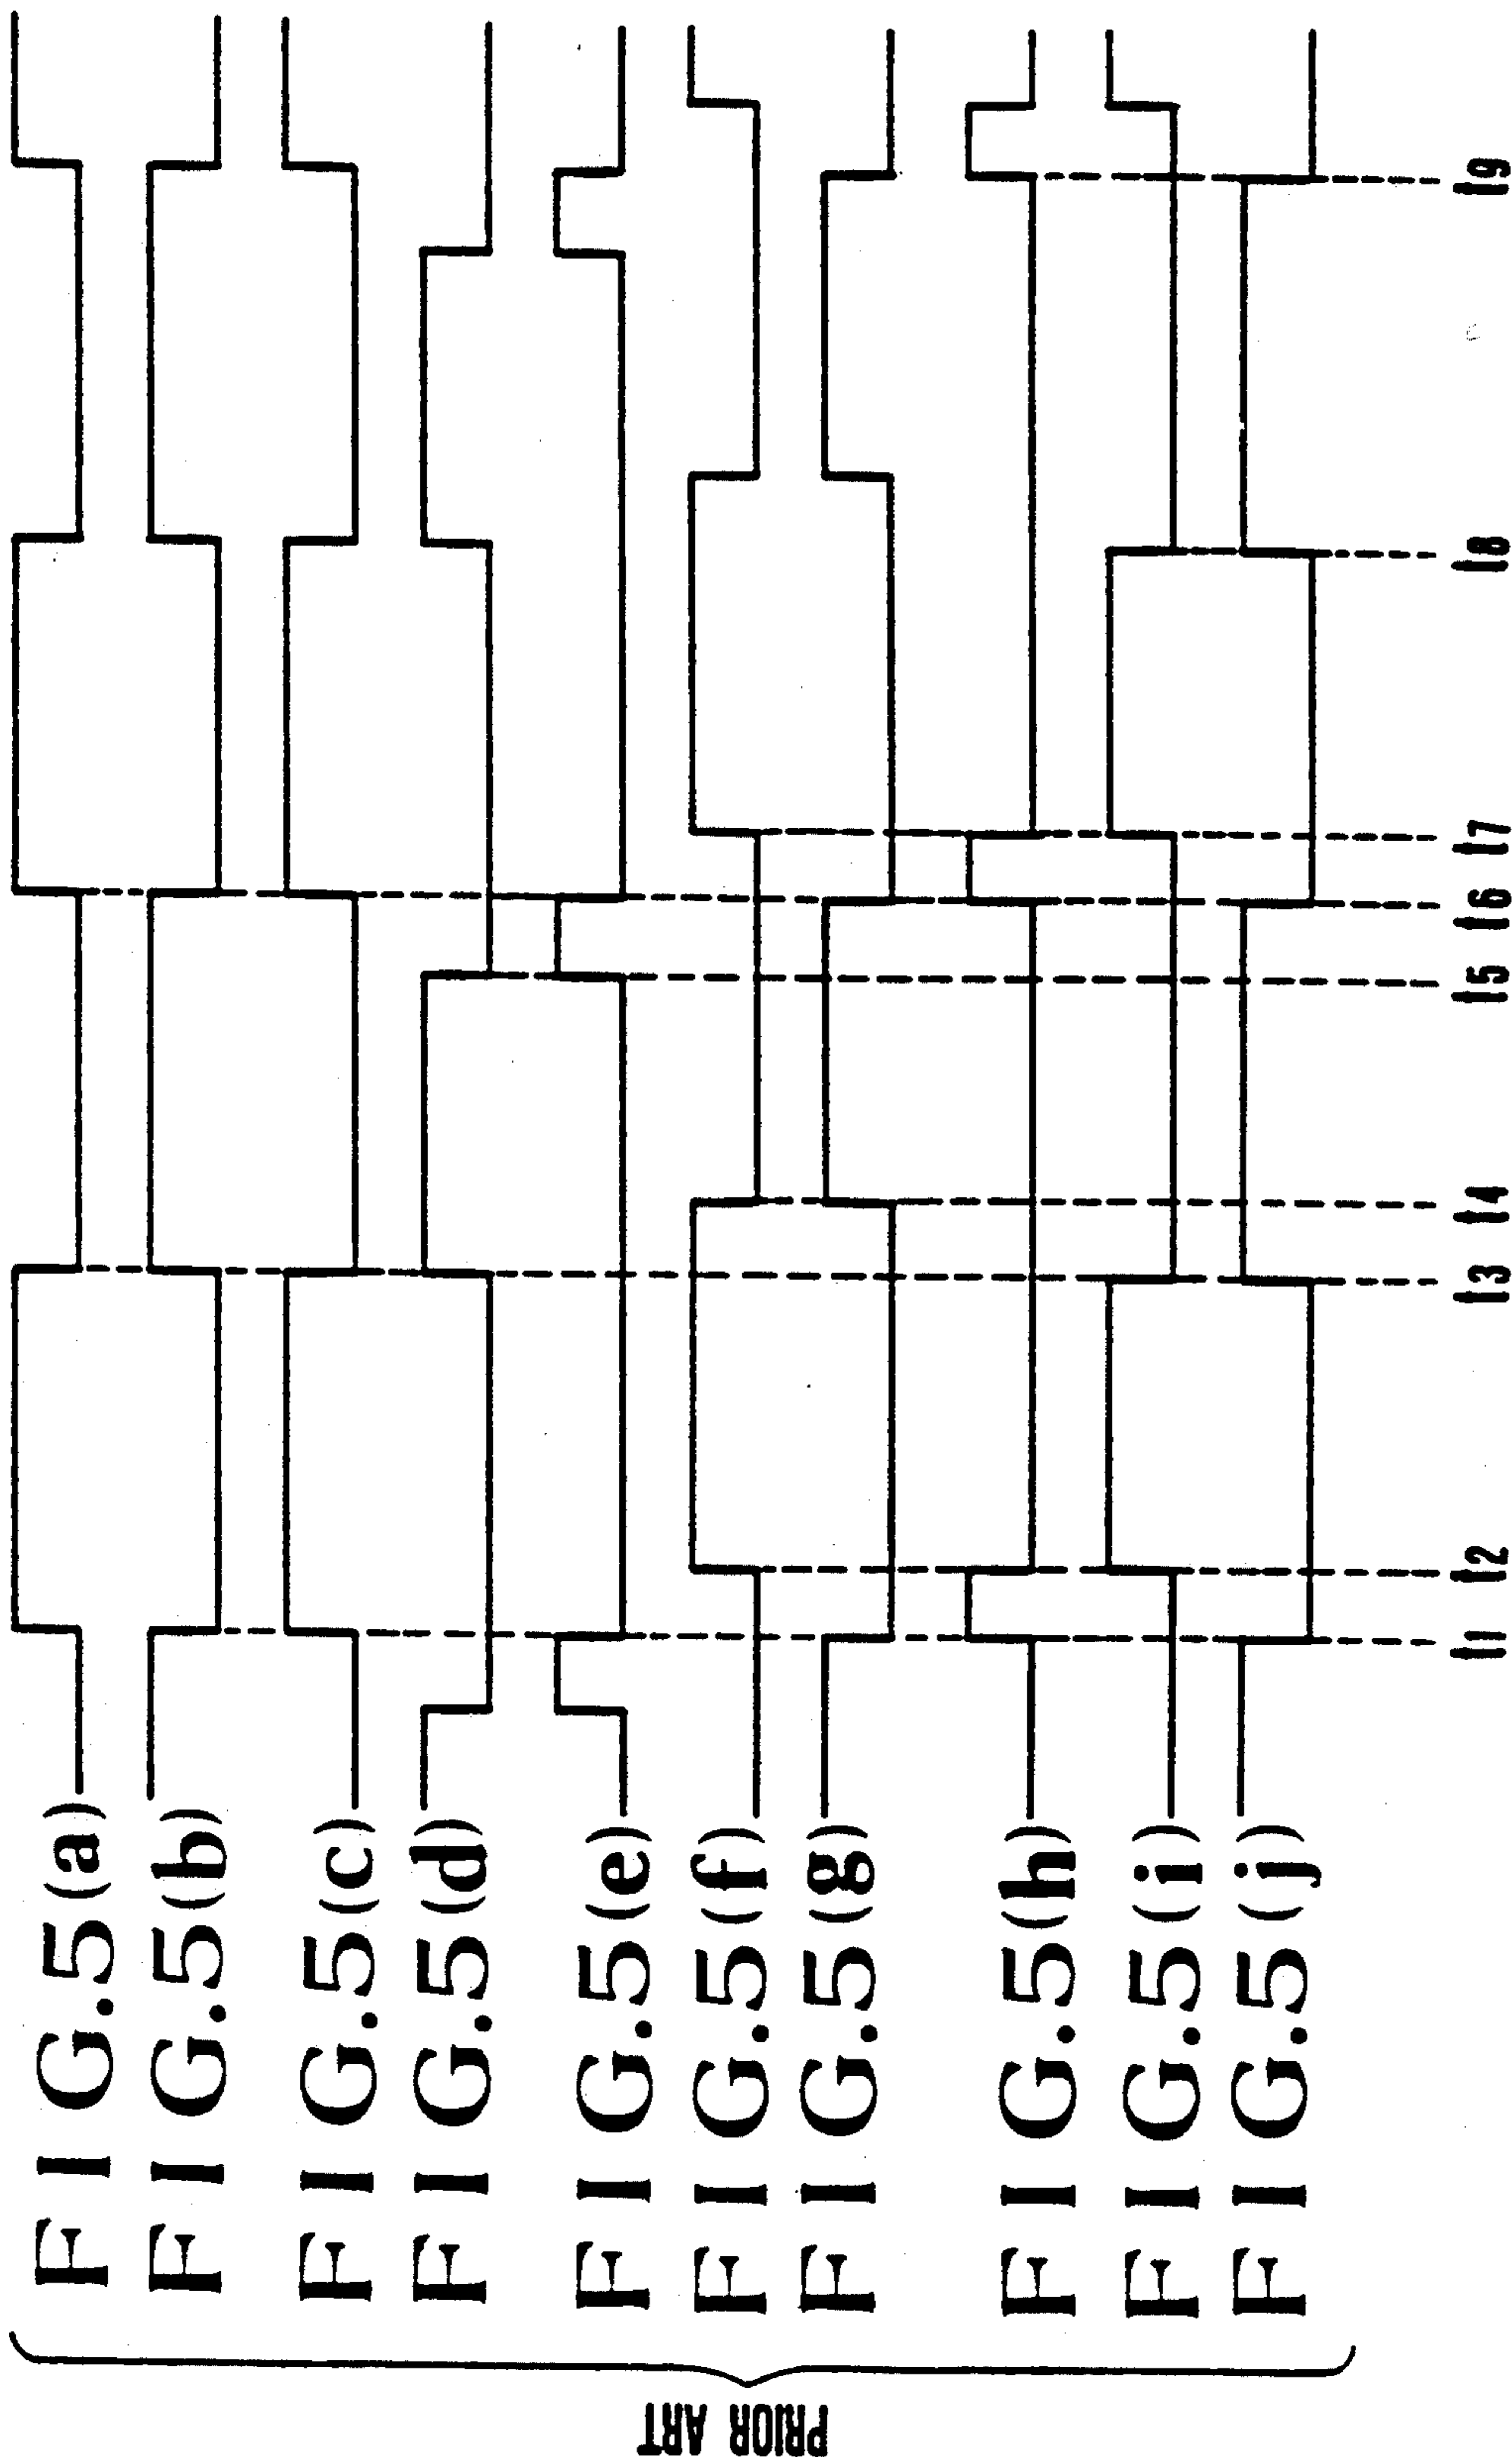 PRIOR ART
FIG.5(a)
FIG.5(b)
FIG.5(c)
FIG.5(d)
FIG.5(e)
FIG.5(f)
FIG.5(g)
FIG.5(h)
FIG.5(i)
FIG.5(j)
t1 t2 t3 t4 t5 t6 t7 t8 t9